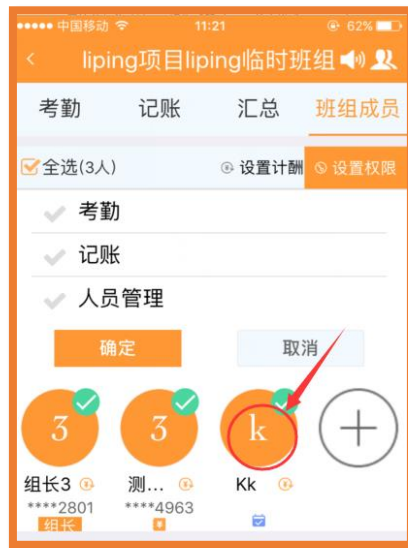 中国移动 11:21 62%
liping项目liping临时班组
考勤 记账 汇总 班组成员
全选(3人) 设置计酬 设置权限
考勤
记账
人员管理
确定 取消
3 3 k
组长3 测... Kk
****2801 ****4963
组长